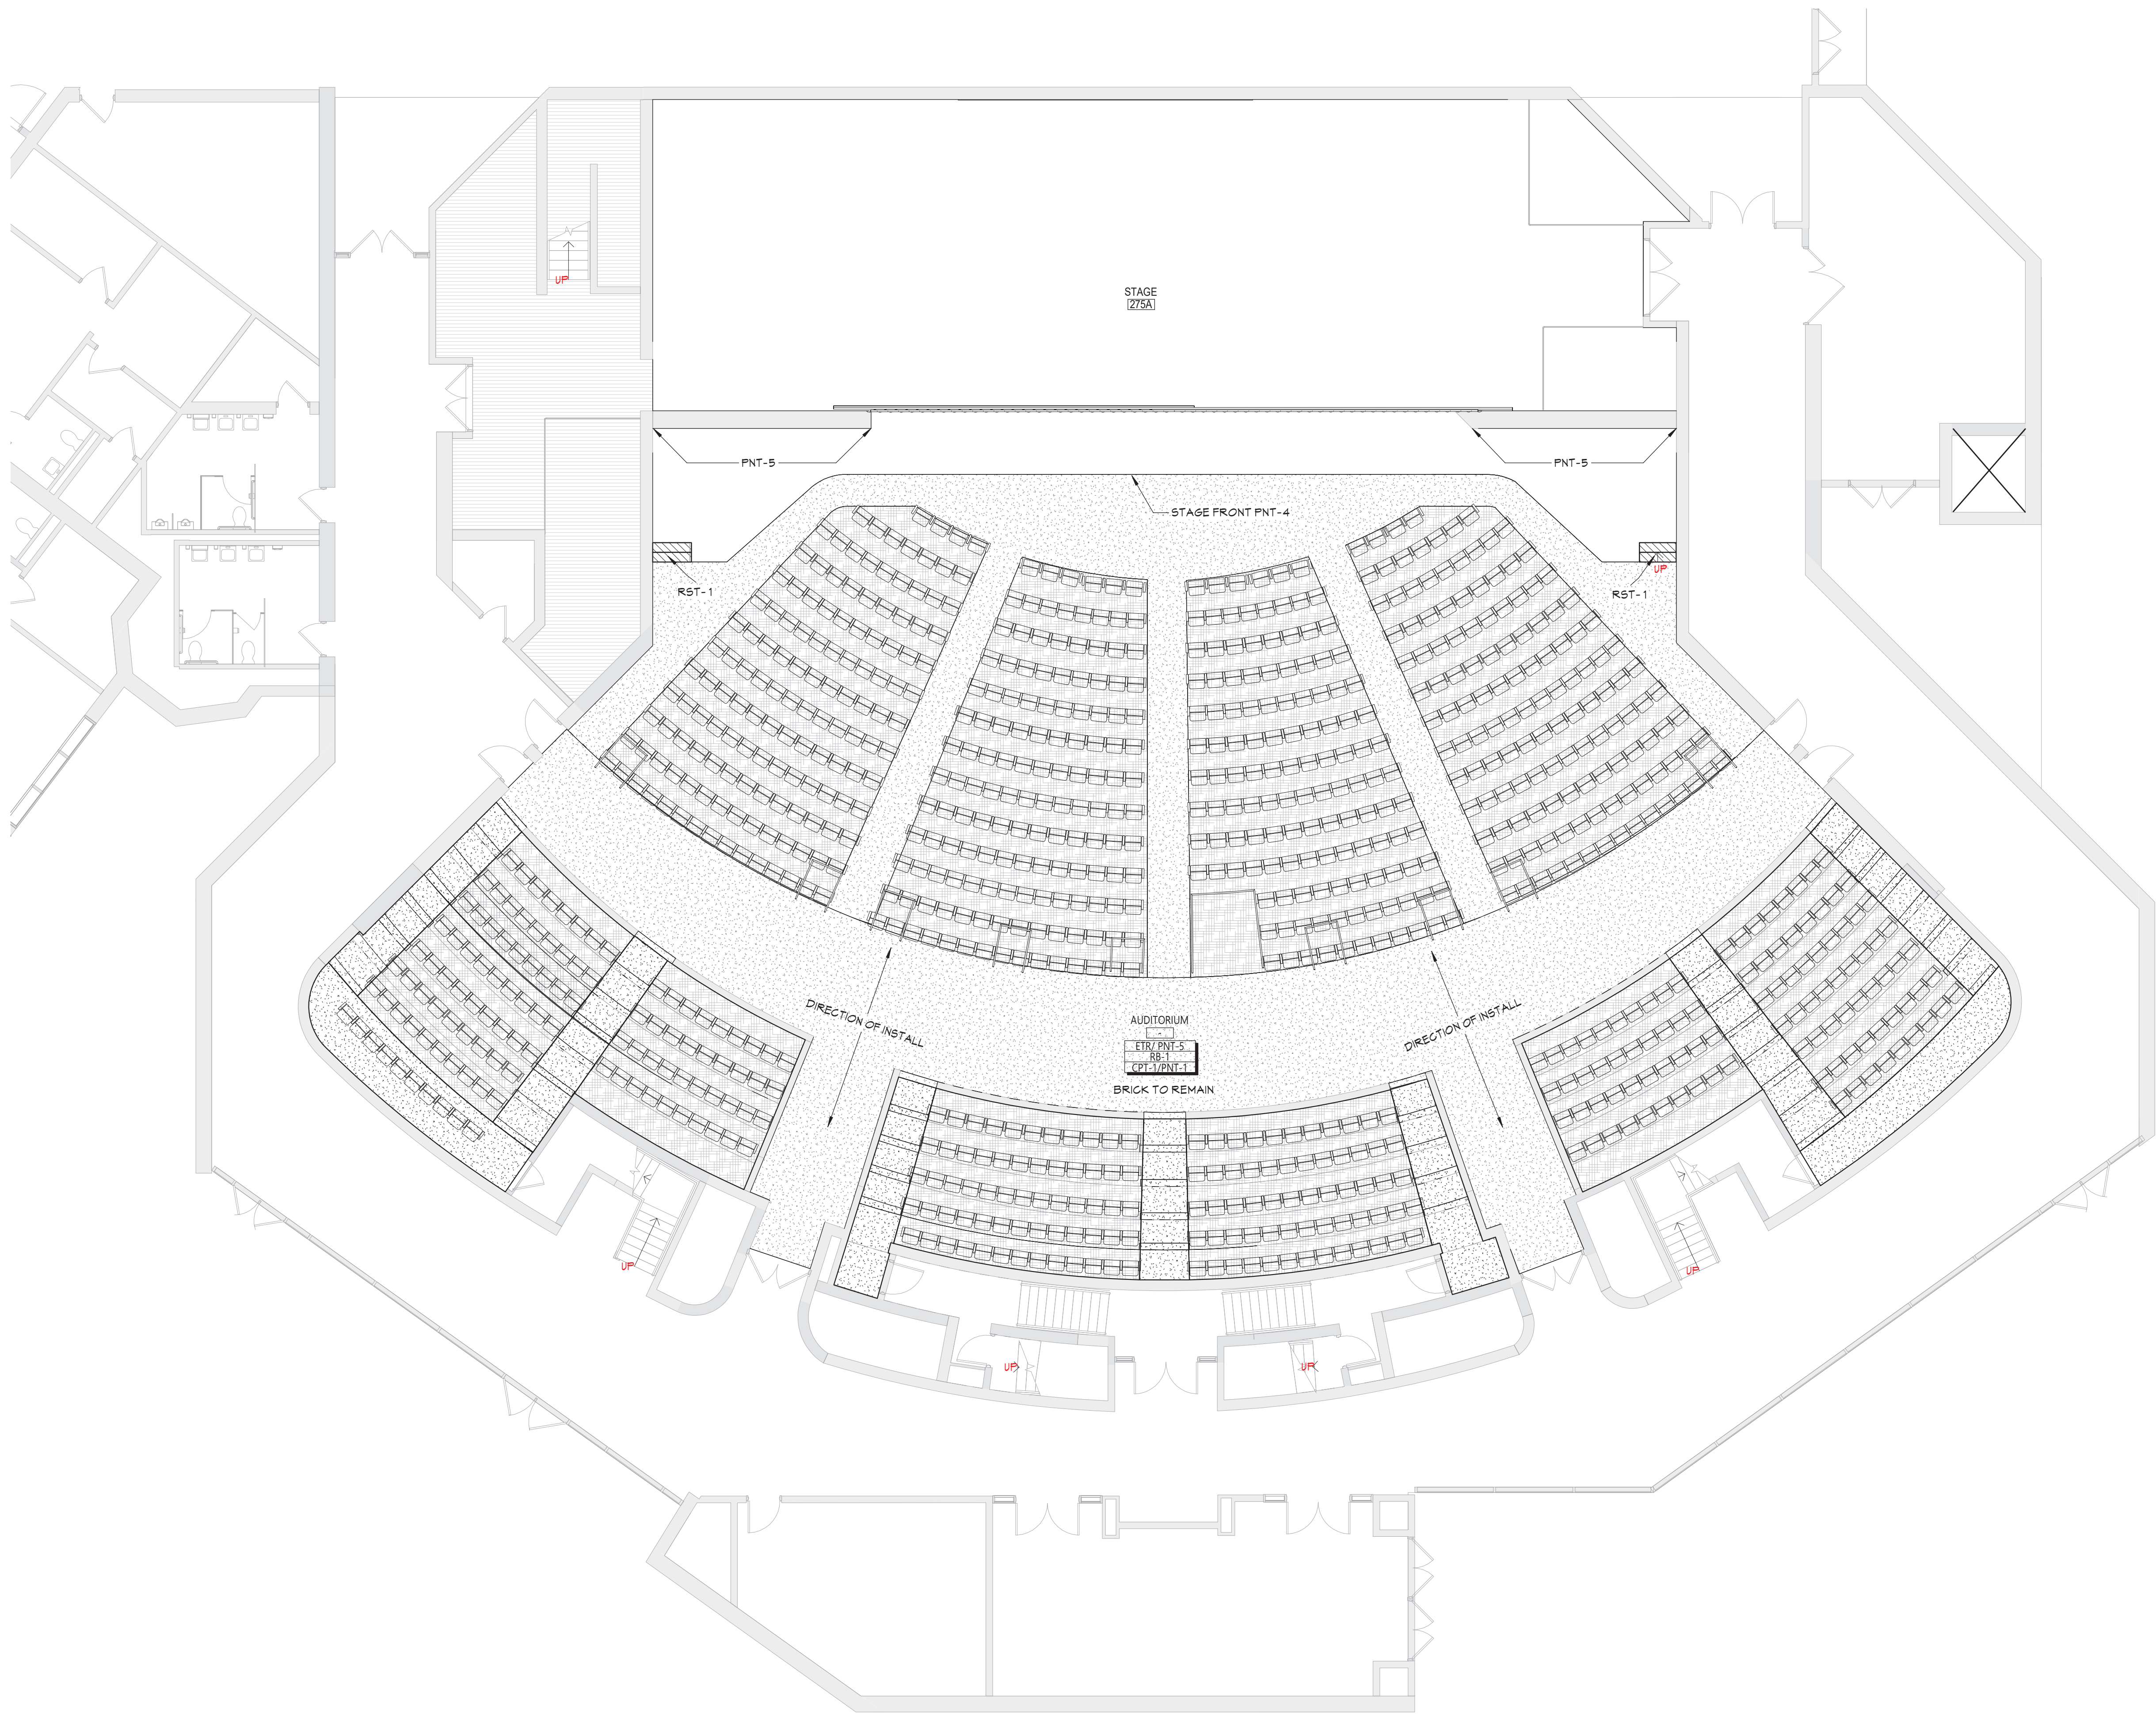 UP
STAGE
275A
PNT-5
PNT-5
STAGE FRONT PNT-4
UP
RST-1
RST-1
DIRECTION OF INSTALL
DIRECTION OF INSTALL
AUDITORIUM
-
ETR/ PNT-5
RB-1
CPT-1/PNT-1
BRICK TO REMAIN
UP
UP
UP
UP